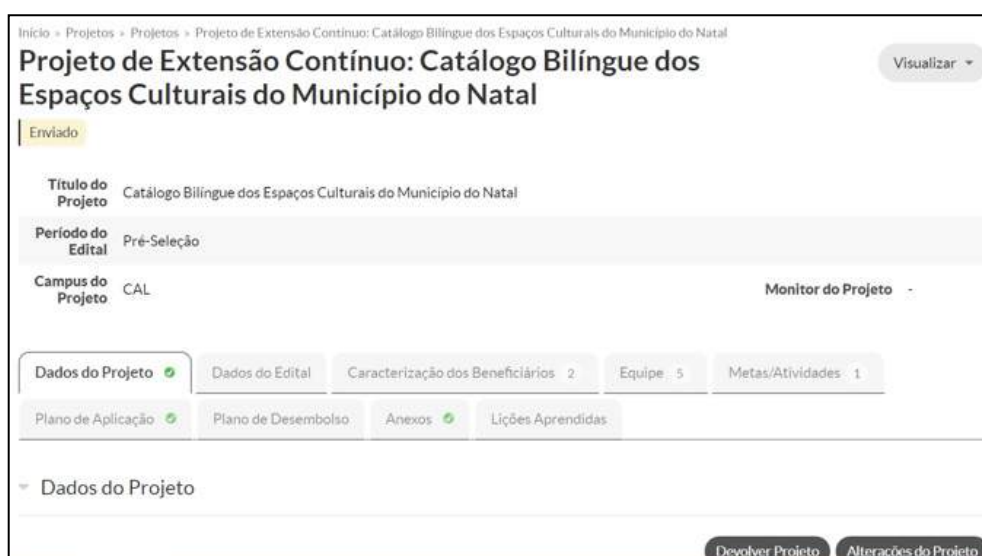 Início » Projetos » Projetos » Projeto de Extensão Contínuo: Catálogo Bilíngue dos Espaços Culturais do Município do Natal
Projeto de Extensão Contínuo: Catálogo Bilíngue dos
Espaços Culturais do Município do Natal
Visualizar
Enviado
Título do
Projeto
Catálogo Bilíngue dos Espaços Culturais do Município do Natal
Período do
Edital
Pré-Seleção
Campus do
Projeto
CAL
Monitor do Projeto -
Dados do Projeto
Dados do Edital
Caracterização dos Beneficiários 2
Equipe 5
Metas/Atividades 1
Plano de Aplicação
Plano de Desembolso
Anexos
Lições Aprendidas
Dados do Projeto
Devolver Projeto
Alterações do Projeto